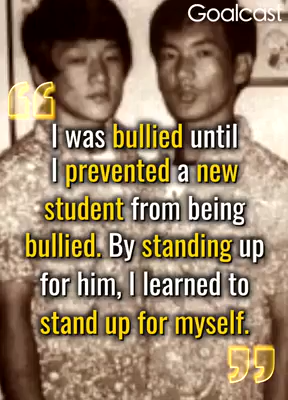 Goalcast
“
I was bullied until
I prevented a new
student from being
bullied. By standing up
for him, I learned to
stand up for myself.
”